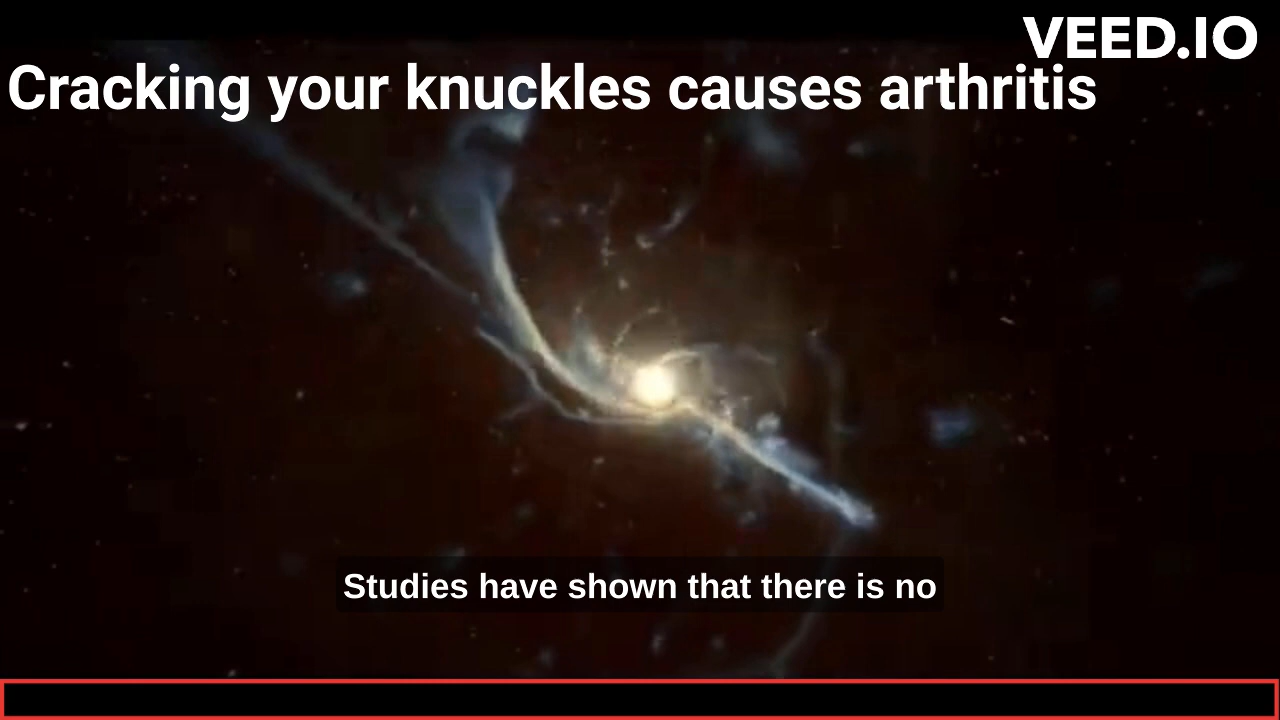 VEED.IO
Cracking your knuckles causes arthritis
Studies have shown that there is no